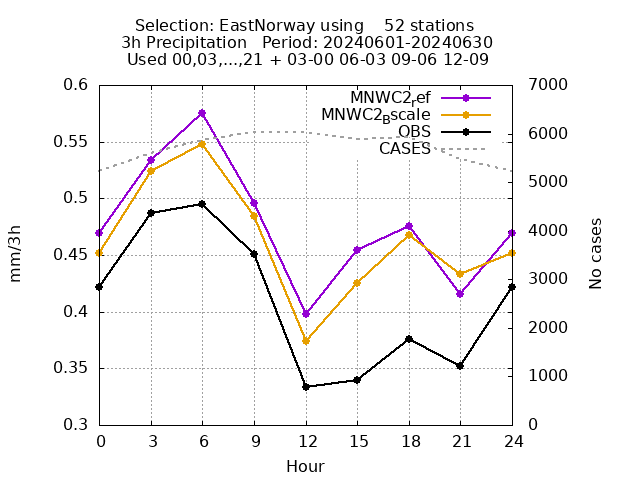 Selection: EastNorway using    52 stations
3h Precipitation   Period: 20240601-20240630
Used 00,03,...,21 + 03-00 06-03 09-06 12-09
0.6
0.55
0.5
0.45
0.4
0.35
0.3
mm/3h
7000
6000
5000
4000
3000
2000
1000
0
No cases
MNWC2ref
MNWC2Bscale
OBS
CASES
0 3 6 9 12 15 18 21 24
Hour